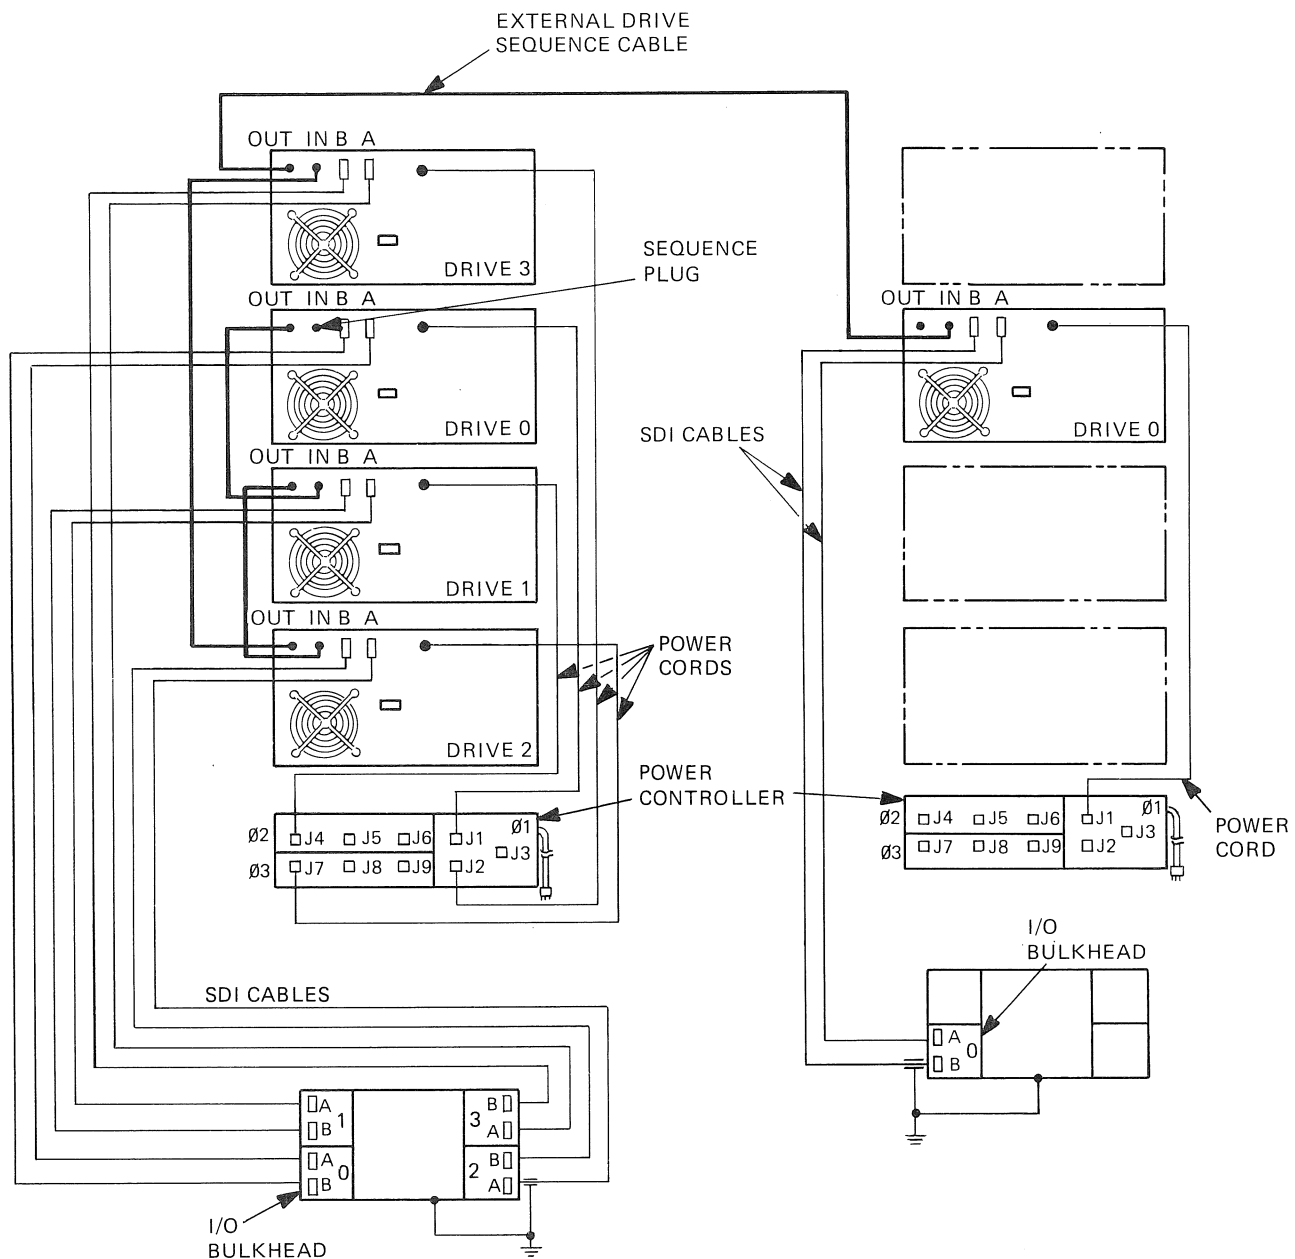 EXTERNAL DRIVE
SEQUENCE CABLE
OUT IN B A
DRIVE 3
SEQUENCE
PLUG
OUT IN B A
DRIVE 0
OUT IN B A
DRIVE 0
SDI CABLES
OUT IN B A
DRIVE 1
OUT IN B A
DRIVE 2
POWER
CORDS
POWER
CONTROLLER
Ø2 J4 J5 J6 J1 Ø1
J3
Ø3 J7 J8 J9 J2
Ø2 J4 J5 J6 J1 Ø1
J3
Ø3 J7 J8 J9 J2
POWER
CORD
I/O
BULKHEAD
A
0
B
SDI CABLES
A
1
B
A
0
B
B
3
A
B
2
A
I/O
BULKHEAD